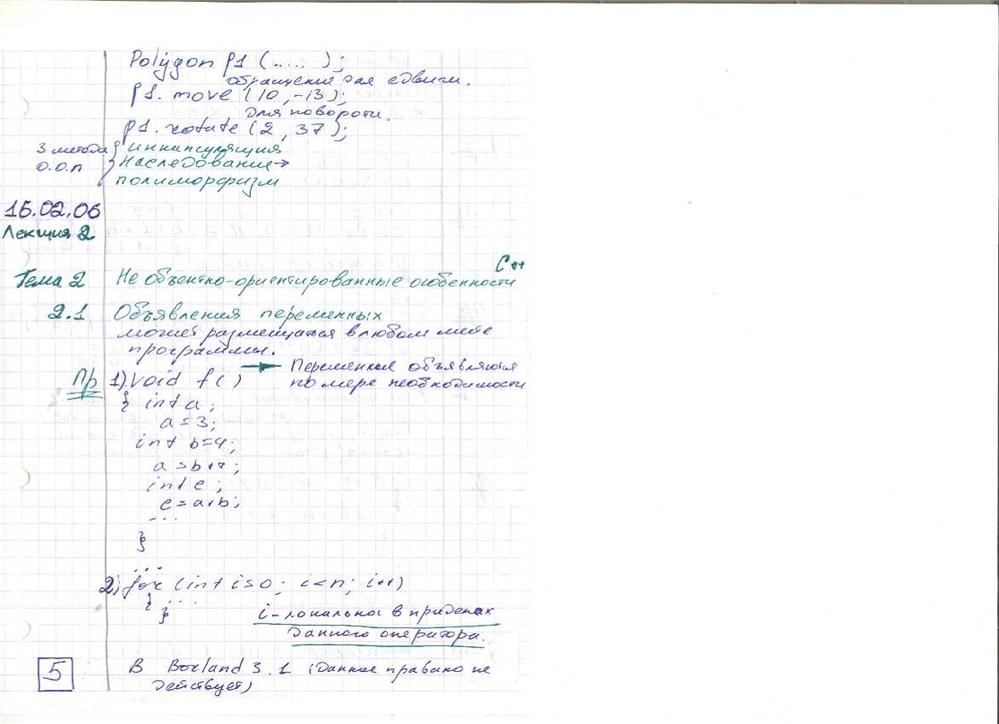 Polygon p1 (.....);
обращение для сдвига.
p1.move (10,-13);
для поворота.
p1.rotate (2, 37);
3 метода { инкапсуляция
О.О.П наследование→
полиморфизм
16.02.06
Лекция 2
С++
Тема 2 Не объектно-ориентированные особенности
2.1 Объявления переменных
может размещаться в любом месте
программы.
Пр 1) void f() → Переменные объявляются
по мере необходимости
{ int a;
a=3;
int b=4;
a=b+7;
int c;
c=a+b;
...
}
...
2) for (int i=0; i<n; i++)
{ ...
}
i-локальна в пределах
данного оператора.
5 В Borland 3.1 (Данное правило не
действует)